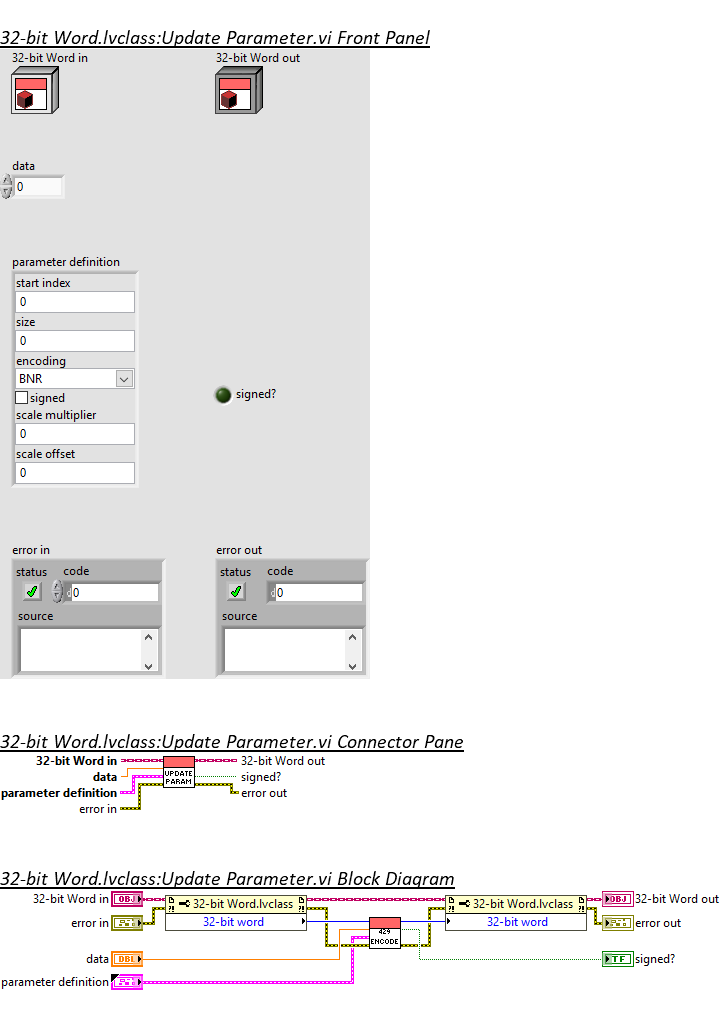 32-bit Word.lvclass:Update Parameter.vi Front Panel
32-bit Word in 32-bit Word out
data
0
parameter definition
start index
0
size
0
encoding
BNR
signed
signed?
scale multiplier
0
scale offset
0
error in error out
status code status code
d 0 d 0
source source
32-bit Word.lvclass:Update Parameter.vi Connector Pane
32-bit Word in 32-bit Word out
data UPDATE signed?
parameter definition PARAM error out
error in
32-bit Word.lvclass:Update Parameter.vi Block Diagram
32-bit Word in OBJ 32-bit Word.lvclass 32-bit Word.lvclass OBJ 32-bit Word out
error in 32-bit word 429 32-bit word error out
ENCODE
data DBL TF signed?
parameter definition